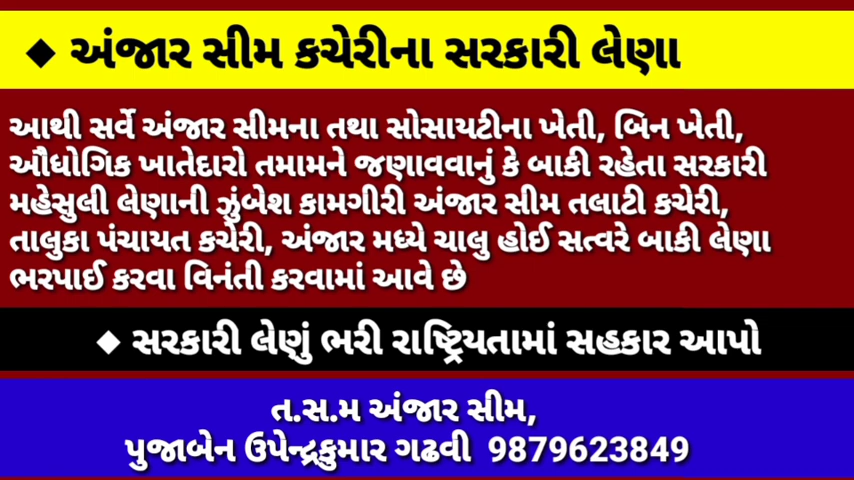 ◆ અંજાર સીમ કચેરીના સરકારી લેણા
આથી સર્વે અંજાર સીમના તથા સોસાયટીના ખેતી, બિન ખેતી,
ઔધોગિક ખાતેદારો તમામને જણાવવાનું કે બાકી રહેતા સરકારી
મહેસુલી લેણાની ઝુંબેશ કામગીરી અંજાર સીમ તલાટી કચેરી,
તાલુકા પંચાયત કચેરી, અંજાર મધ્યે ચાલુ હોઈ સત્વરે બાકી લેણા
ભરપાઈ કરવા વિનંતી કરવામાં આવે છે
◆ સરકારી લેણું ભરી રાષ્ટ્રિયતામાં સહકાર આપો
ત.સ.મ અંજાર સીમ,
પુજાબેન ઉપેન્દ્રકુમાર ગઢવી 9879623849